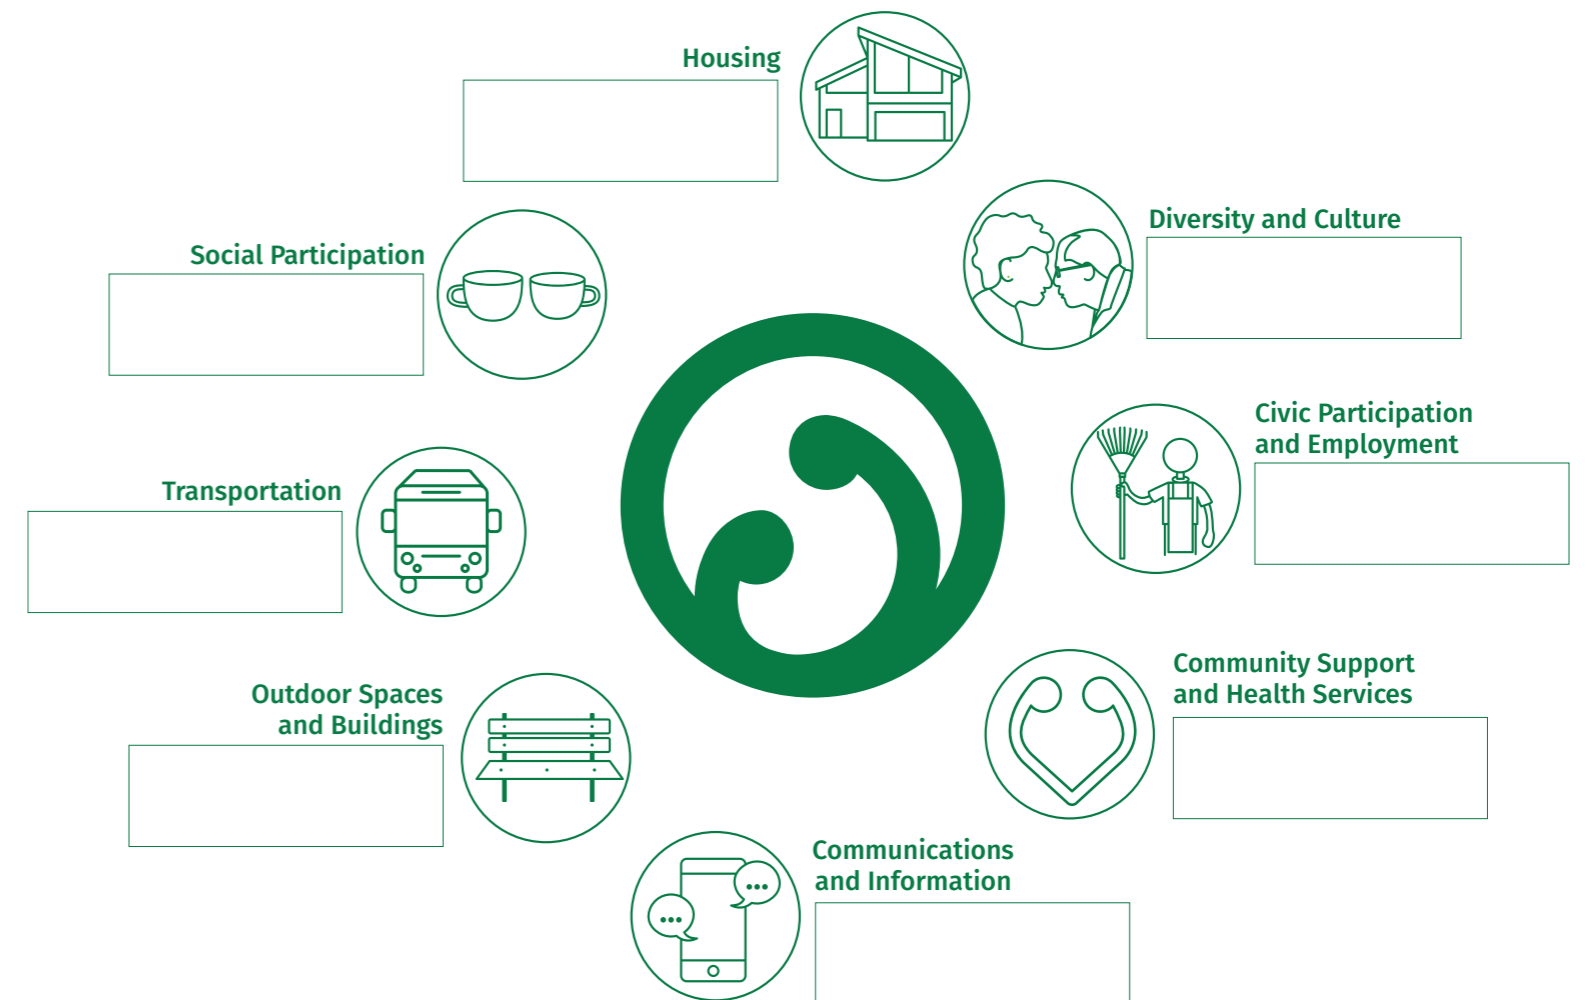 Housing
Diversity and Culture
Social Participation
Civic Participation
and Employment
Transportation
Community Support
and Health Services
Outdoor Spaces
and Buildings
Communications
and Information